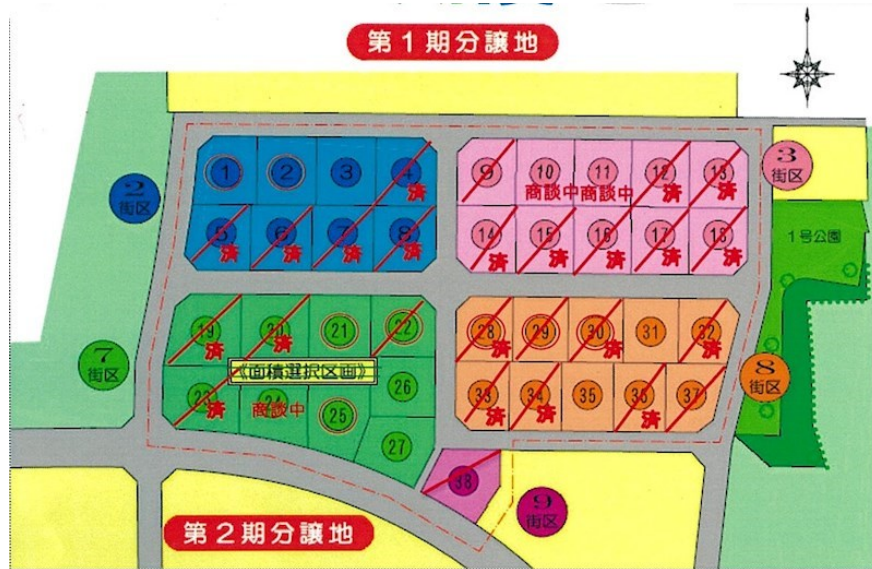 第1期分譲地
1
2
3
4
済
9
10
商談中
11
商談中
12
済
13
済
3
街区
2
街区
5
済
6
済
7
済
8
済
14
済
15
済
16
済
17
済
18
済
1号公園
19
済
20
済
21
22
28
済
29
30
済
31
32
済
7
街区
《面積選択区画》
8
街区
23
済
24
商談中
25
26
27
33
済
34
済
35
36
済
37
38
9
街区
第2期分譲地